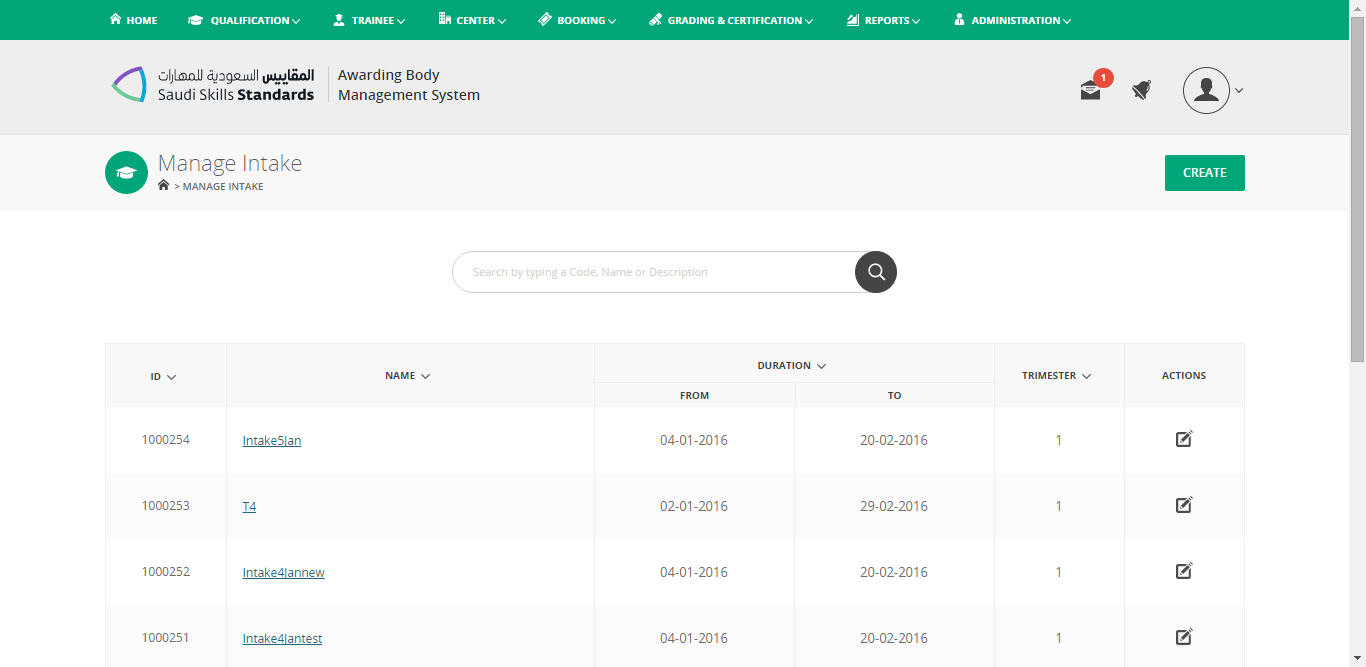 HOME QUALIFICATION TRAINEE CENTER BOOKING GRADING & CERTIFICATION REPORTS ADMINISTRATION
المقاييس السعودية للمهارات
Saudi Skills Standards
Awarding Body
Management System
1
Manage Intake
> MANAGE INTAKE
CREATE
Search by typing a Code, Name or Description
ID NAME DURATION TRIMESTER ACTIONS
FROM TO
1000254 Intake5Jan 04-01-2016 20-02-2016 1
1000253 T4 02-01-2016 29-02-2016 1
1000252 Intake4Jannew 04-01-2016 20-02-2016 1
1000251 Intake4Jantest 04-01-2016 20-02-2016 1